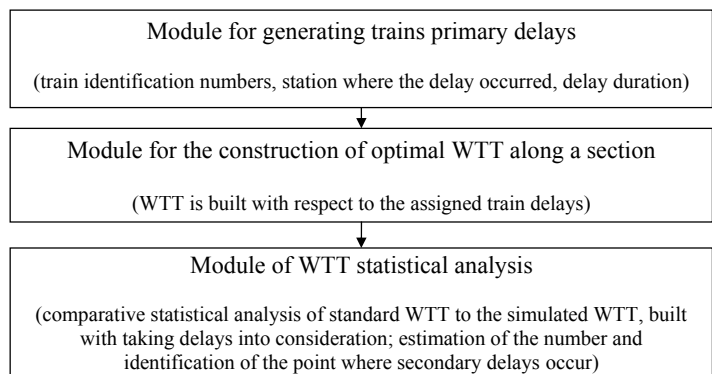 Module for generating trains primary delays
(train identification numbers, station where the delay occurred, delay duration)
Module for the construction of optimal WTT along a section
(WTT is built with respect to the assigned train delays)
Module of WTT statistical analysis
(comparative statistical analysis of standard WTT to the simulated WTT, built
with taking delays into consideration; estimation of the number and
identification of the point where secondary delays occur)